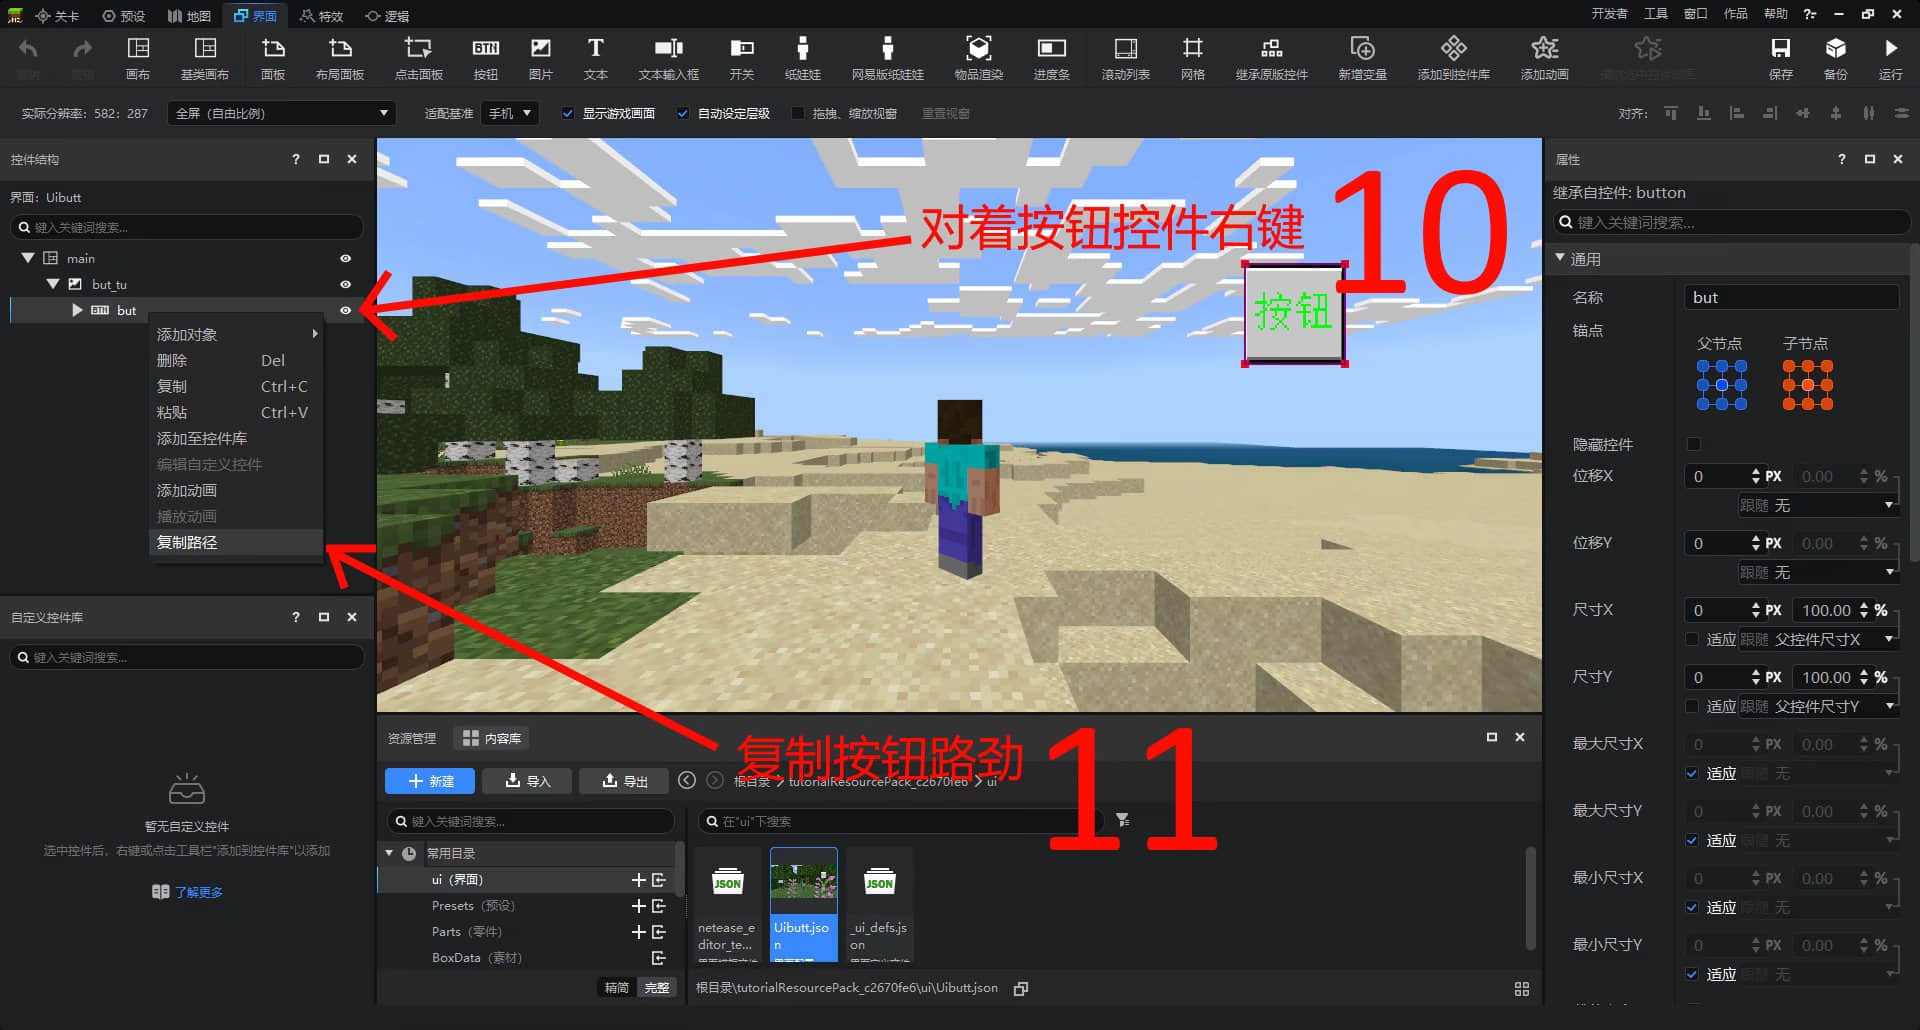 关卡 预设 地图 界面 特效 逻辑 开发者 工具 窗口 作品 帮助
画布 基类画布 面板 布局面板 点击面板 按钮 图片 文本 文本输入框 开关 纸娃娃 网易版纸娃娃 物品渲染 进度条 滚动列表 网格 继承原版控件 新增变量 添加到控件库 添加动画 保存 备份 运行
实际分辨率: 582: 287 全屏（自由比例） 适配基准 手机 显示游戏画面 自动设定层级 拖拽、缩放视窗 重置视窗 对齐:
控件结构
界面: Uibutt
键入关键词搜索...
main
but_tu
BTN but
添加对象
删除 Del
复制 Ctrl+C
粘贴 Ctrl+V
添加至控件库
编辑自定义控件
添加动画
播放动画
复制路径
自定义控件库
键入关键词搜索...
暂无自定义控件
选中控件后，右键或点击工具栏"添加到控件库"以添加
了解更多
对着按钮控件右键 10
按钮
复制按钮路劲 11
资源管理 内容库
新建 导入 导出 根目录 > tutorialResourcePack_c2670fe6 > ui
键入关键词搜索... 在"ui"下搜索
常用目录
ui（界面）
Presets（预设）
Parts（零件）
BoxData（素材）
精简 完整
JSON
netease_e
ditor_te...
Uibutt.jso
n
JSON
_ui_defs.js
on
根目录\tutorialResourcePack_c2670fe6\ui\Uibutt.json
属性
继承自控件: button
键入关键词搜索...
通用
名称 but
锚点 父节点 子节点
隐藏控件
位移X 0 PX 0.00 %
跟随 无
位移Y 0 PX 0.00 %
跟随 无
尺寸X 0 PX 100.00 %
适应 跟随 父控件尺寸X
尺寸Y 0 PX 100.00 %
适应 跟随 父控件尺寸Y
最大尺寸X 0 PX 0.00 %
适应 跟随 无
最大尺寸Y 0 PX 0.00 %
适应 跟随 无
最小尺寸X 0 PX 0.00 %
适应 跟随 无
最小尺寸Y 0 PX 0.00 %
适应 跟随 无